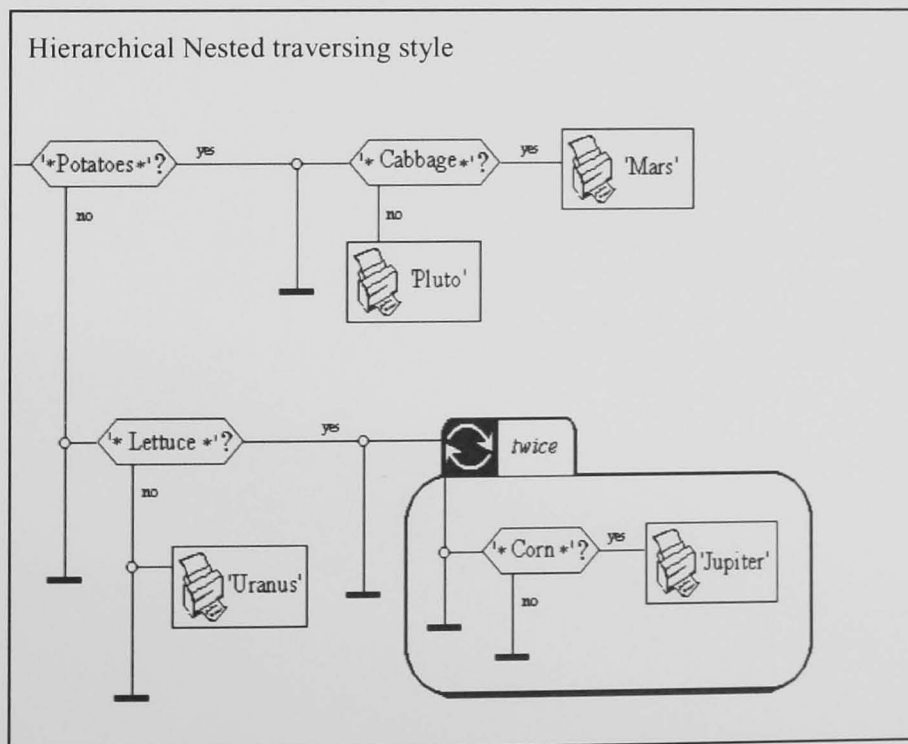 Hierarchical Nested traversing style
'*Potatoes*'?
yes
'* Cabbage *'?
yes
'Mars'
no
no
'Pluto'
'* Lettuce *'?
yes
twice
no
'* Corn *'?
yes
'Jupiter'
'Uranus'
no